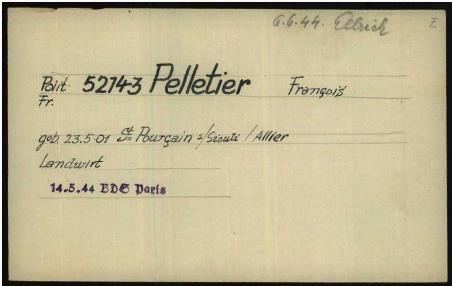 6.6.44. Ellrich Z
Polit. 52743 Pelletier François
Fr.
geb. 23.5.01 St Pourçain s/Sioule /Allier
Landwirt
14.5.44 BDS Paris